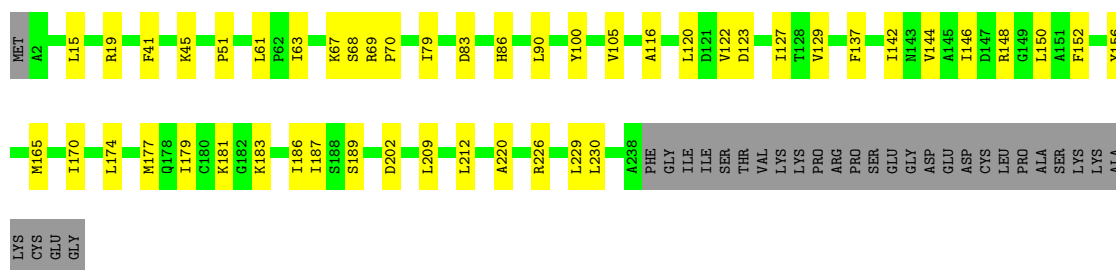 MET A2 L15 R19 F41 K45 P51 L61 P62 I63 K67 S68 R69 P70 I79 D83 H86 L90 Y100 V105 A116 L120 D121 V122 D123 I127 T128 V129 F137 I142 N143 V144 A145 I146 D147 R148 G149 L150 A151 F152 Y156
M165 I170 L174 M177 Q178 I179 C180 K181 G182 K183 I186 I187 S188 S189 D202 L209 L212 A220 R226 L229 L230 A238 PHE GLY ILE ILE SER THR VAL LYS LYS PRO ARG PRO SER GLU GLY ASP GLU ASP CYS LEU PRO ALA SER LYS LYS ALA
LYS CYS GLU GLY